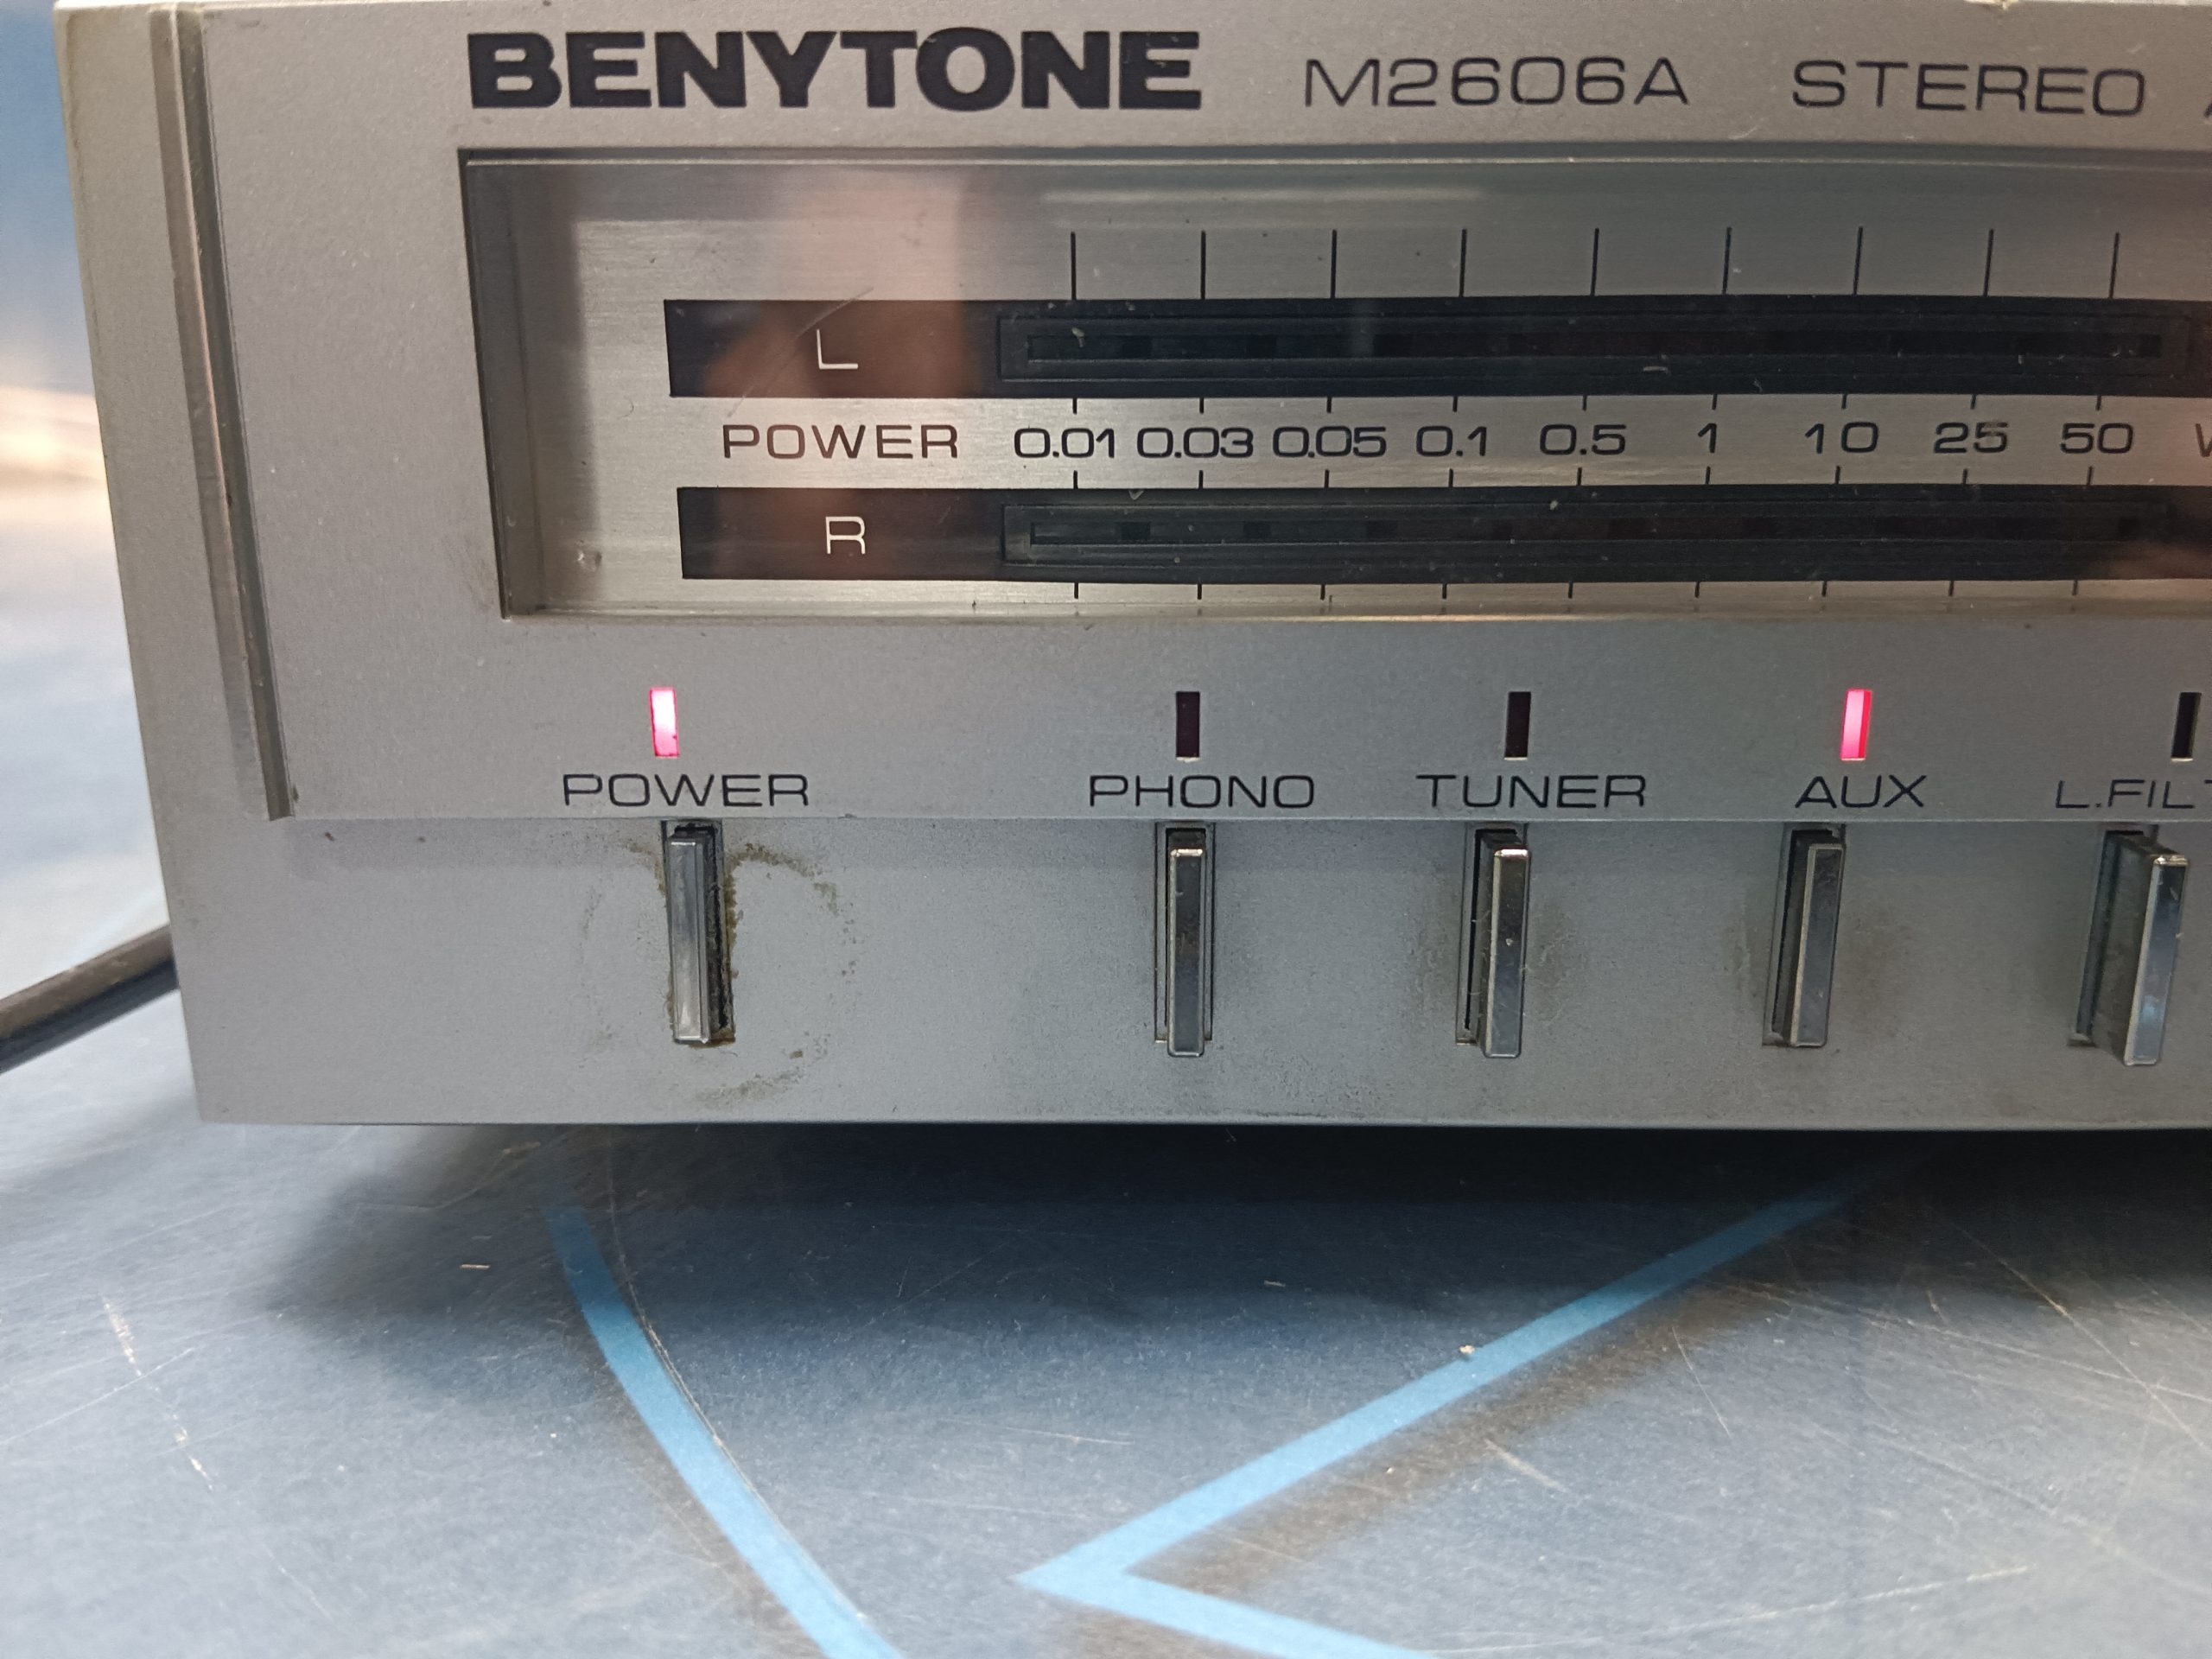 BENYTONE M2606A STEREO
L
POWER 0.01 0.03 0.05 0.1 0.5 1 10 25 50
R
POWER PHONO TUNER AUX L.FIL